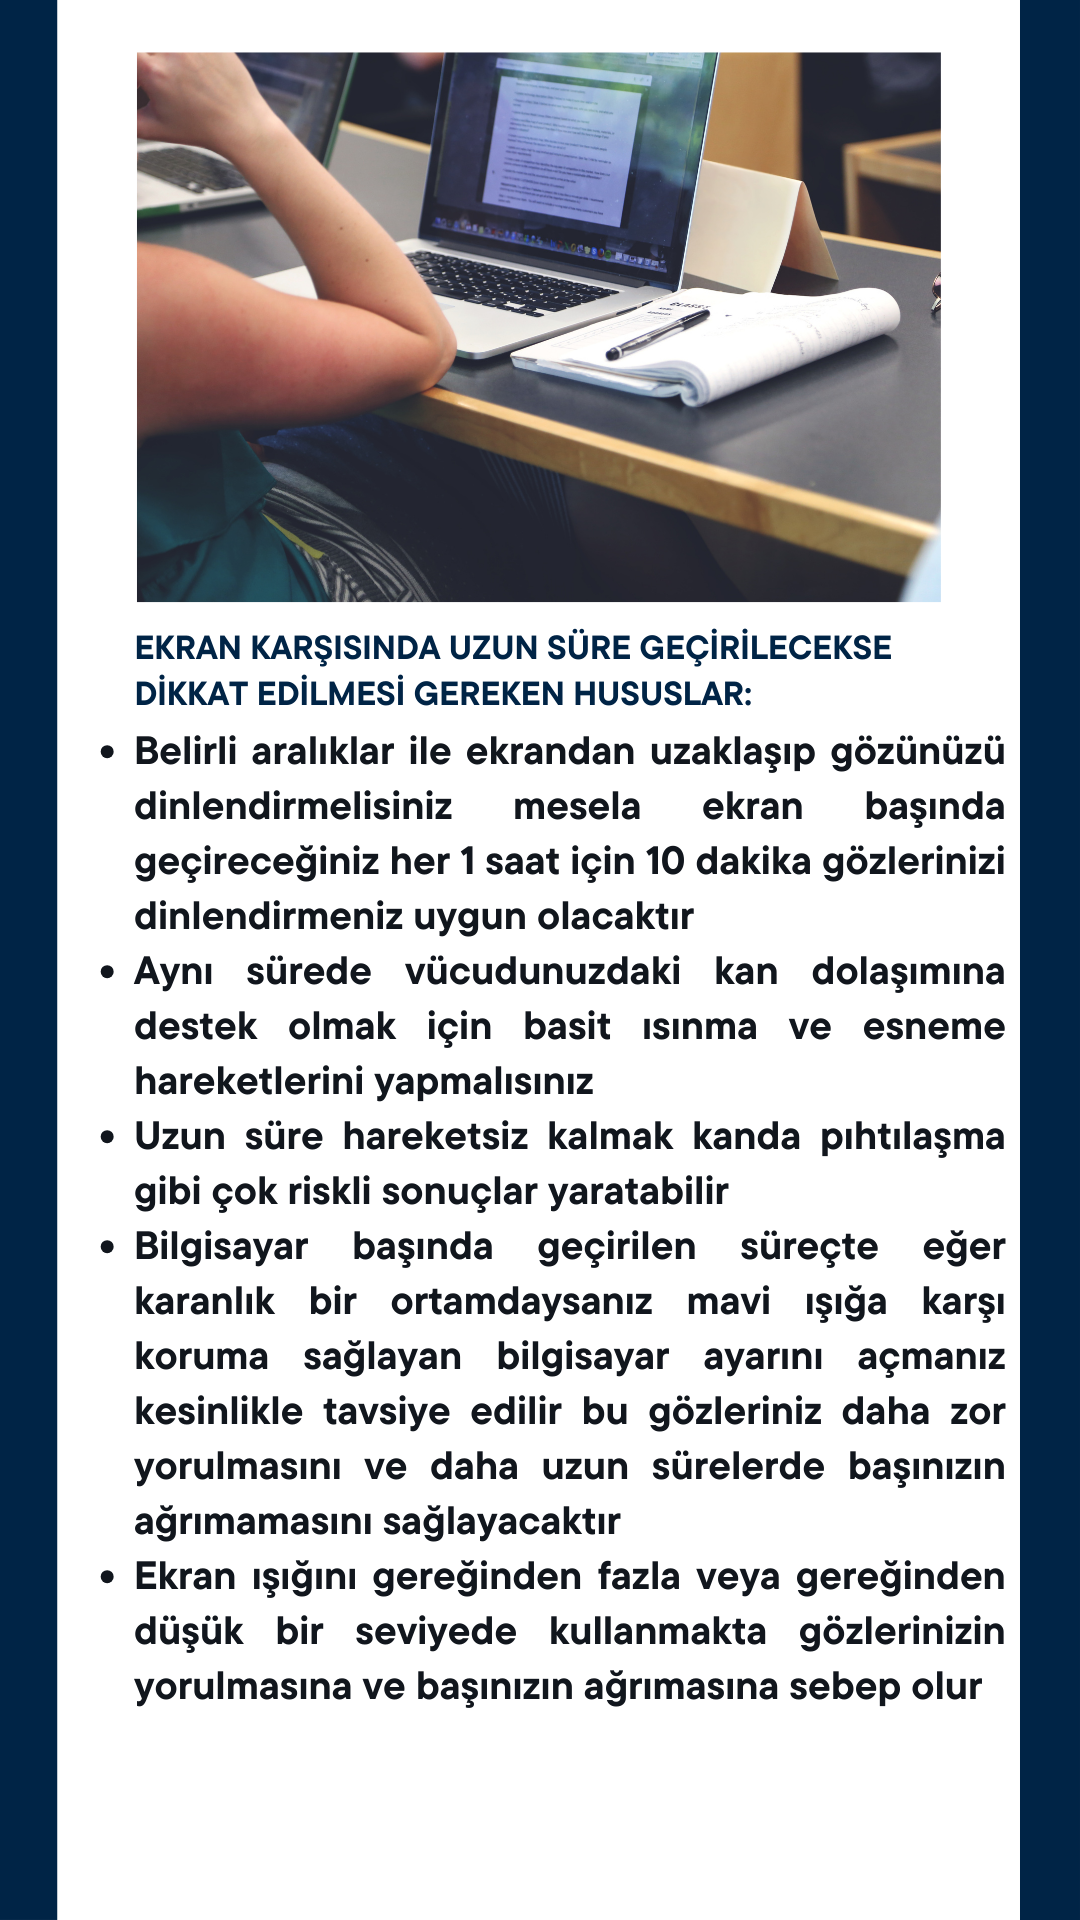 EKRAN KARŞISINDA UZUN SÜRE GEÇİRİLECEKSE
DİKKAT EDİLMESİ GEREKEN HUSUSLAR:
• Belirli aralıklar ile ekrandan uzaklaşıp gözünüzü
dinlendirmelisiniz mesela ekran başında
geçireceğiniz her 1 saat için 10 dakika gözlerinizi
dinlendirmeniz uygun olacaktır
• Aynı sürede vücudunuzdaki kan dolaşımına
destek olmak için basit ısınma ve esneme
hareketlerini yapmalısınız
• Uzun süre hareketsiz kalmak kanda pıhtılaşma
gibi çok riskli sonuçlar yaratabilir
• Bilgisayar başında geçirilen süreçte eğer
karanlık bir ortamdaysanız mavi ışığa karşı
koruma sağlayan bilgisayar ayarını açmanız
kesinlikle tavsiye edilir bu gözleriniz daha zor
yorulmasını ve daha uzun sürelerde başınızın
ağrımamasını sağlayacaktır
• Ekran ışığını gereğinden fazla veya gereğinden
düşük bir seviyede kullanmakta gözlerinizin
yorulmasına ve başınızın ağrımasına sebep olur